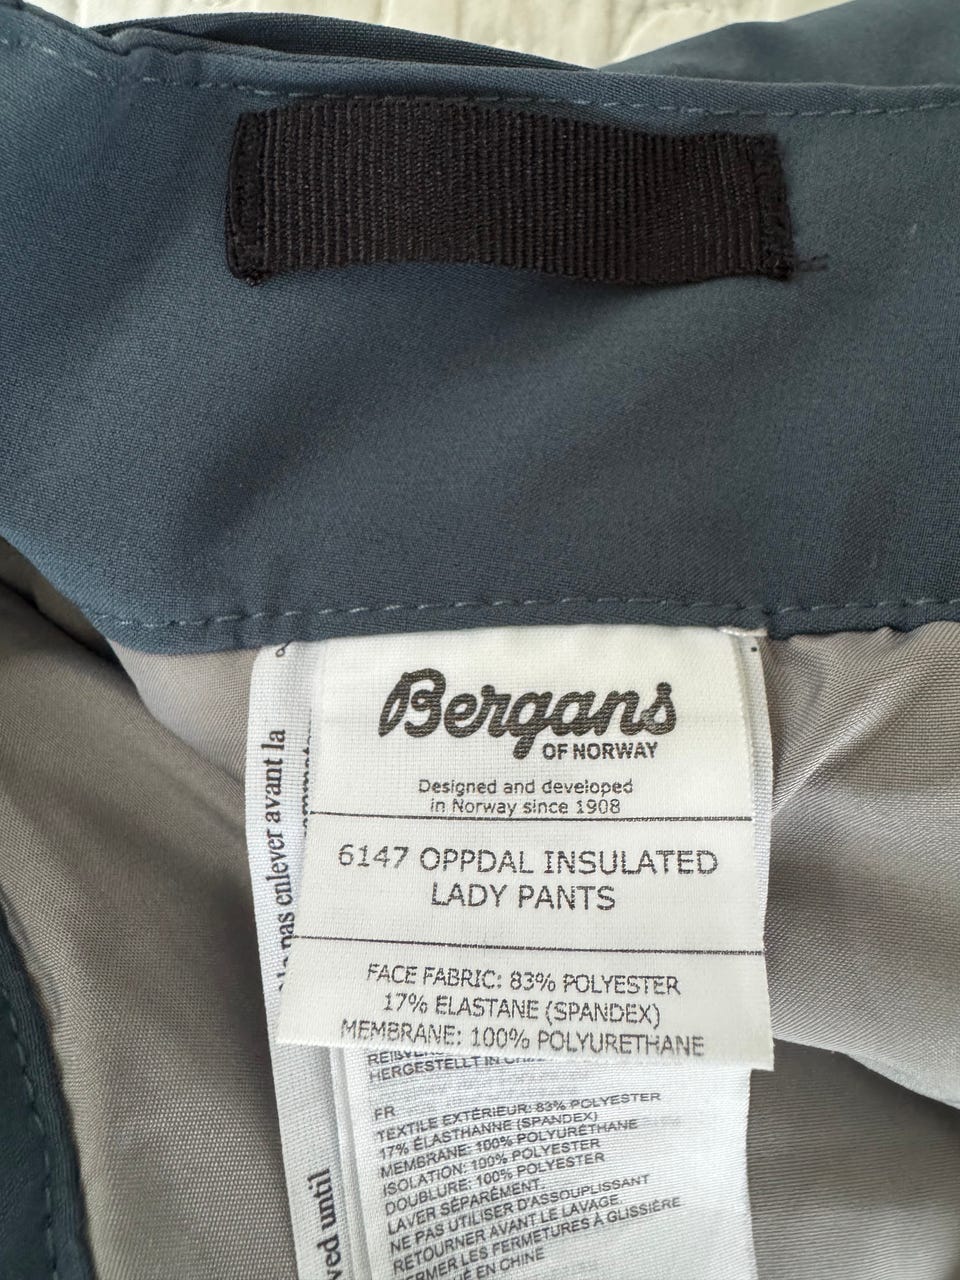 Bergans
OF NORWAY
Designed and developed
in Norway since 1908
6147 OPPDAL INSULATED
LADY PANTS
FACE FABRIC: 83% POLYESTER
17% ELASTANE (SPANDEX)
MEMBRANE: 100% POLYURETHANE
HERGESTELLT IN
FR
TEXTILE EXTÉRIEUR: 83% POLYESTER
17% ÉLASTHANNE (SPANDEX)
MEMBRANE: 100% POLYURÉTHANE
ISOLATION: 100% POLYESTER
DOUBLURE: 100% POLYESTER
LAVER SÉPARÉMENT.
NE PAS UTILISER D'ASSOUPLISSANT
RETOURNER AVANT LE LAVAGE.
FERMER LES FERMETURES À GLISSIÈRE
EN CHINE
pas enlever avant la
until